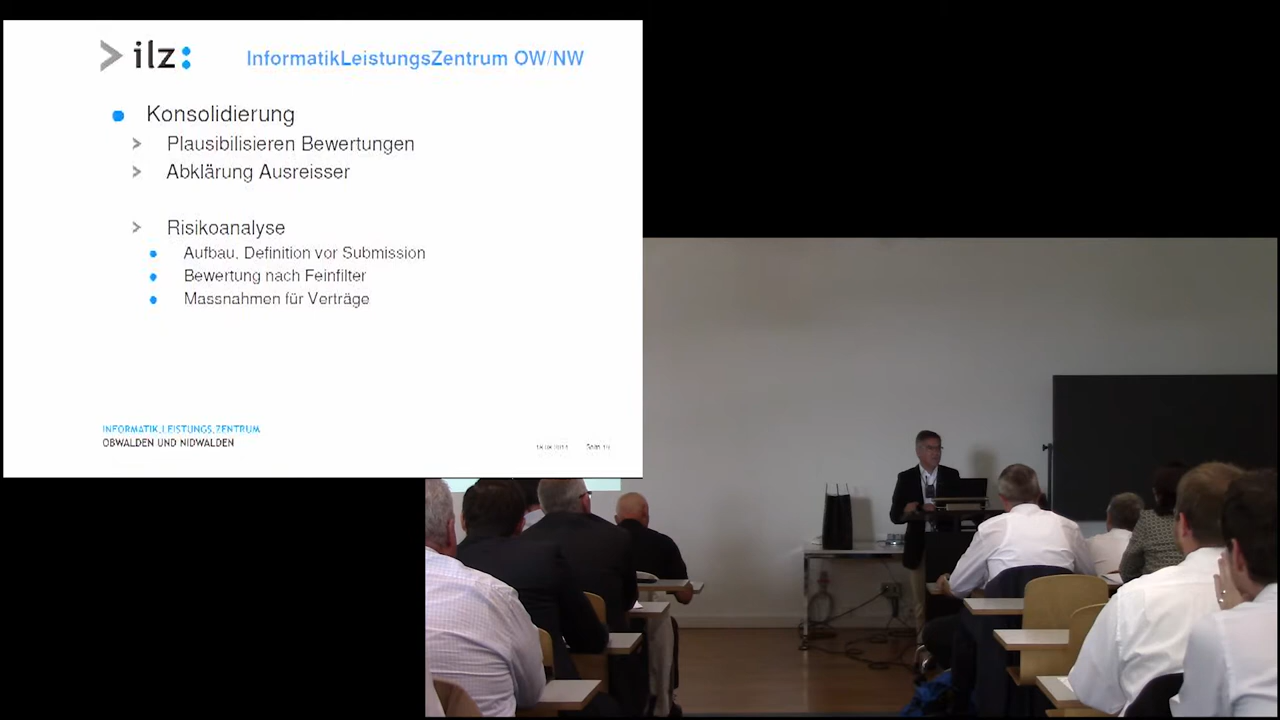 ilz:
InformatikLeistungsZentrum OW/NW
Konsolidierung
Plausibilisieren Bewertungen
Abklärung Ausreisser
Risikoanalyse
Aufbau, Definition vor Submission
Bewertung nach Feinfilter
Massnahmen für Verträge
INFORMATIK.LEISTUNGS.ZENTRUM
OBWALDEN UND NIDWALDEN